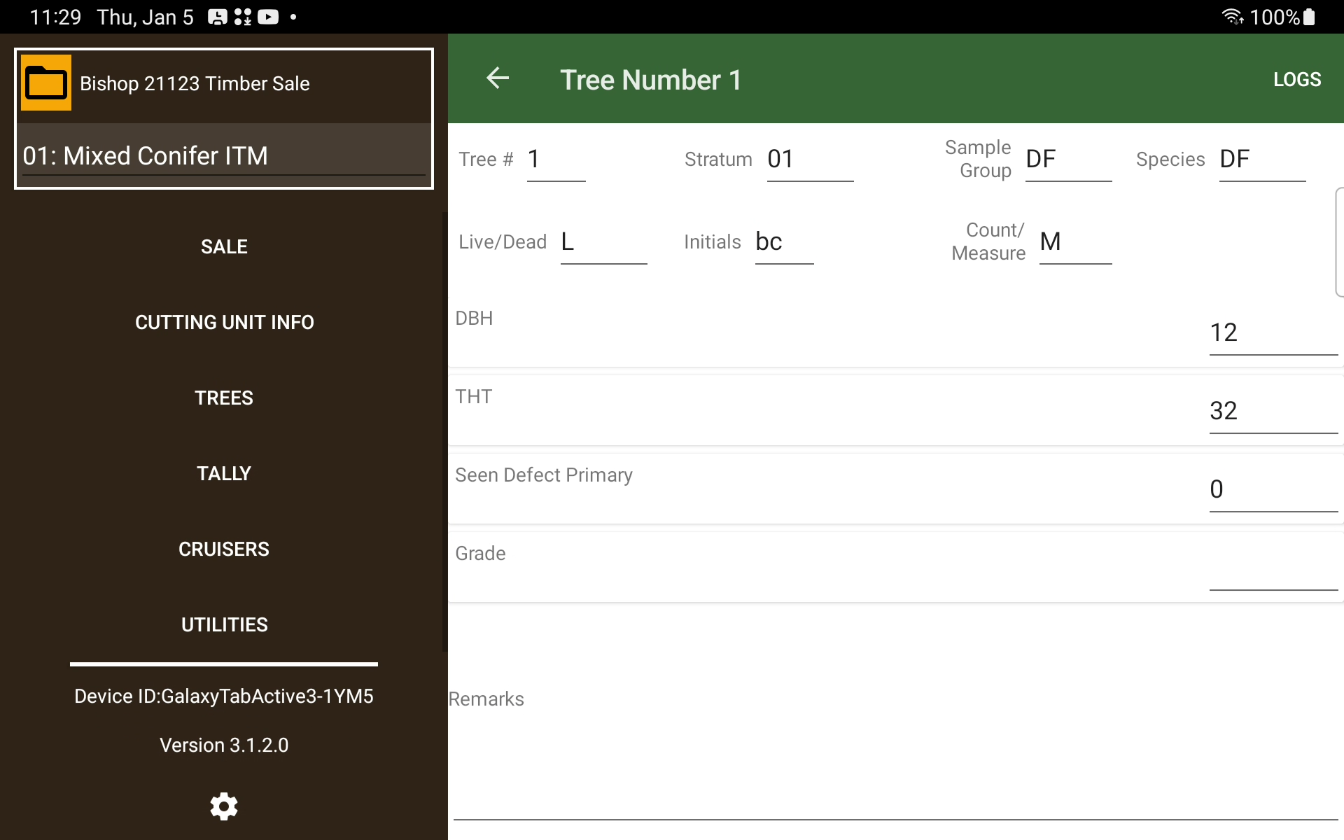 11:29 Thu, Jan 5
100%
Bishop 21123 Timber Sale
01: Mixed Conifer ITM
SALE
CUTTING UNIT INFO
TREES
TALLY
CRUISERS
UTILITIES
Device ID:GalaxyTabActive3-1YM5
Version 3.1.2.0
Tree Number 1
LOGS
Tree # 1 Stratum 01 Sample Group DF Species DF
Live/Dead L Initials bc Count/ Measure M
DBH 12
THT 32
Seen Defect Primary 0
Grade
Remarks